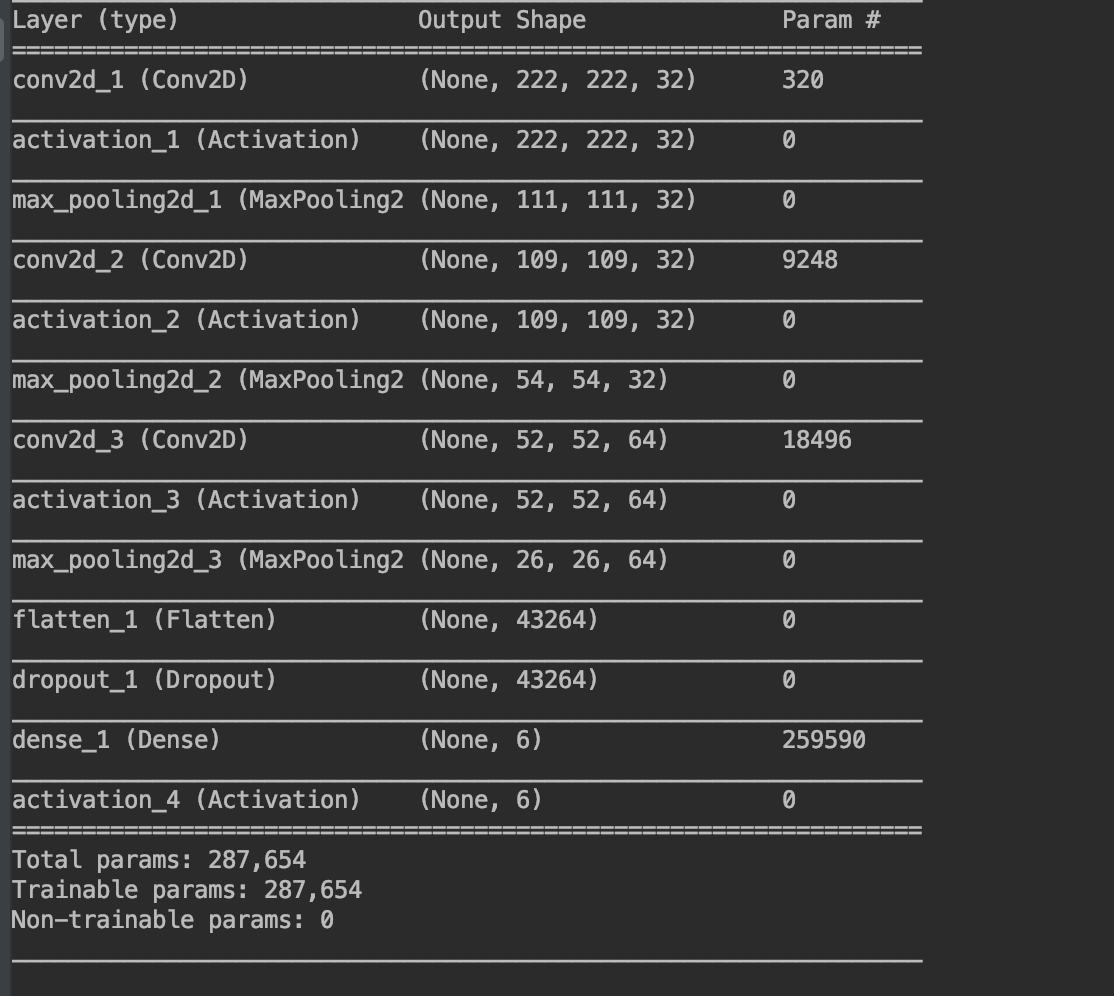 Layer (type) Output Shape Param #
=================================================================
conv2d_1 (Conv2D) (None, 222, 222, 32) 320
activation_1 (Activation) (None, 222, 222, 32) 0
max_pooling2d_1 (MaxPooling2 (None, 111, 111, 32) 0
conv2d_2 (Conv2D) (None, 109, 109, 32) 9248
activation_2 (Activation) (None, 109, 109, 32) 0
max_pooling2d_2 (MaxPooling2 (None, 54, 54, 32) 0
conv2d_3 (Conv2D) (None, 52, 52, 64) 18496
activation_3 (Activation) (None, 52, 52, 64) 0
max_pooling2d_3 (MaxPooling2 (None, 26, 26, 64) 0
flatten_1 (Flatten) (None, 43264) 0
dropout_1 (Dropout) (None, 43264) 0
dense_1 (Dense) (None, 6) 259590
activation_4 (Activation) (None, 6) 0
=================================================================
Total params: 287,654
Trainable params: 287,654
Non-trainable params: 0